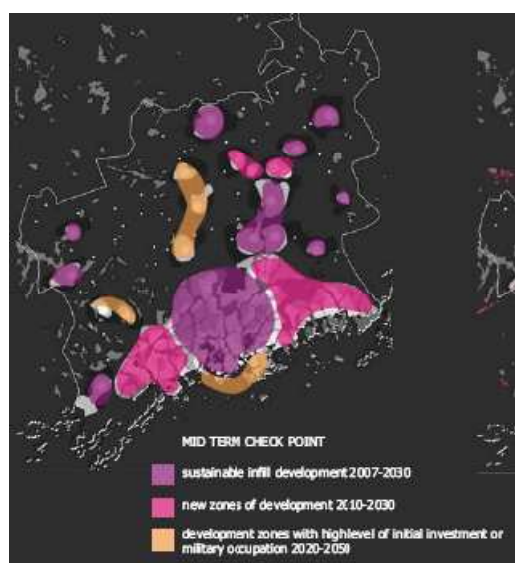 MID TERM CHECK POINT
sustainable infill development 2007-2030
new zones of development 2010-2030
development zones with high level of initial investment or
military occupation 2020-2050